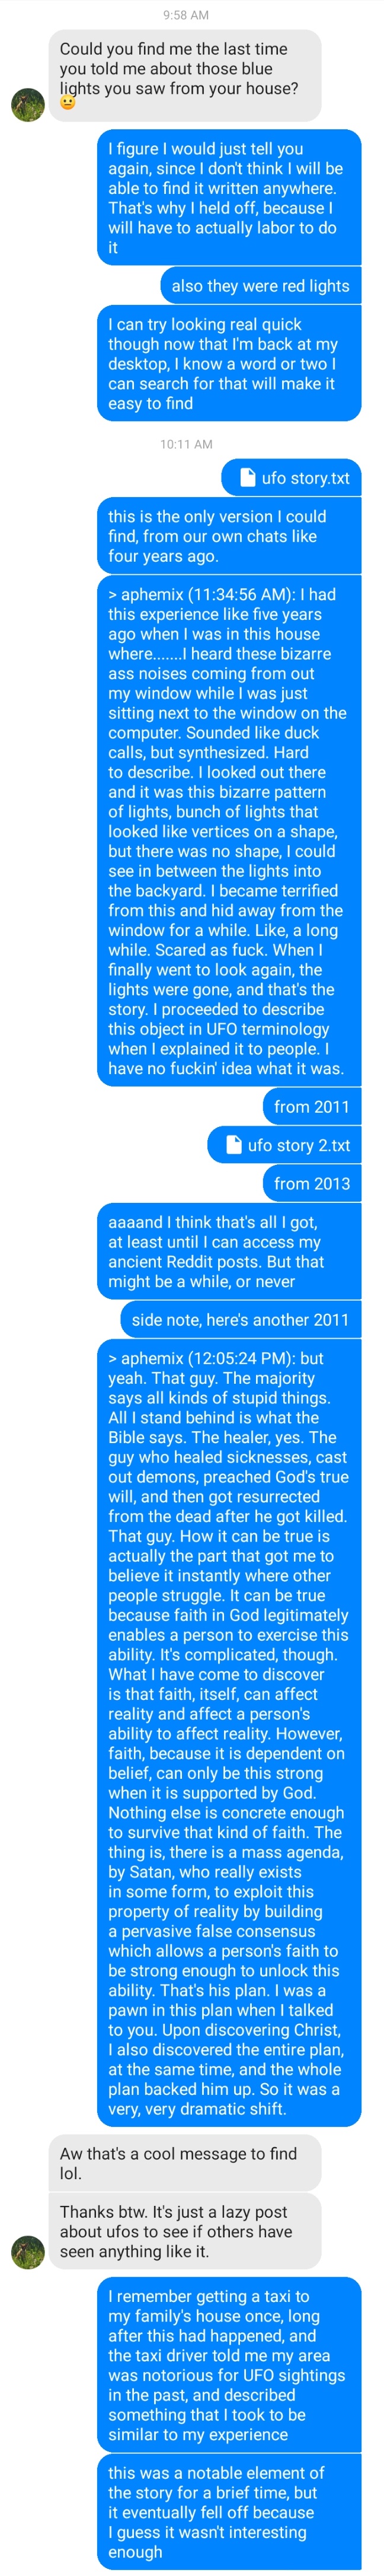 9:58 AM
Could you find me the last time
you told me about those blue
lights you saw from your house?
😐
I figure I would just tell you
again, since I don't think I will be
able to find it written anywhere.
That's why I held off, because I
will have to actually labor to do
it
also they were red lights
I can try looking real quick
though now that I'm back at my
desktop, I know a word or two I
can search for that will make it
easy to find
10:11 AM
ufo story.txt
this is the only version I could
find, from our own chats like
four years ago.
> aphemix (11:34:56 AM): I had
this experience like five years
ago when I was in this house
where.......I heard these bizarre
ass noises coming from out
my window while I was just
sitting next to the window on the
computer. Sounded like duck
calls, but synthesized. Hard
to describe. I looked out there
and it was this bizarre pattern
of lights, bunch of lights that
looked like vertices on a shape,
but there was no shape, I could
see in between the lights into
the backyard. I became terrified
from this and hid away from the
window for a while. Like, a long
while. Scared as fuck. When I
finally went to look again, the
lights were gone, and that's the
story. I proceeded to describe
this object in UFO terminology
when I explained it to people. I
have no fuckin' idea what it was.
from 2011
ufo story 2.txt
from 2013
aaaand I think that's all I got,
at least until I can access my
ancient Reddit posts. But that
might be a while, or never
side note, here's another 2011
> aphemix (12:05:24 PM): but
yeah. That guy. The majority
says all kinds of stupid things.
All I stand behind is what the
Bible says. The healer, yes. The
guy who healed sicknesses, cast
out demons, preached God's true
will, and then got resurrected
from the dead after he got killed.
That guy. How it can be true is
actually the part that got me to
believe it instantly where other
people struggle. It can be true
because faith in God legitimately
enables a person to exercise this
ability. It's complicated, though.
What I have come to discover
is that faith, itself, can affect
reality and affect a person's
ability to affect reality. However,
faith, because it is dependent on
belief, can only be this strong
when it is supported by God.
Nothing else is concrete enough
to survive that kind of faith. The
thing is, there is a mass agenda,
by Satan, who really exists
in some form, to exploit this
property of reality by building
a pervasive false consensus
which allows a person's faith to
be strong enough to unlock this
ability. That's his plan. I was a
pawn in this plan when I talked
to you. Upon discovering Christ,
I also discovered the entire plan,
at the same time, and the whole
plan backed him up. So it was a
very, very dramatic shift.
Aw that's a cool message to find
lol.
Thanks btw. It's just a lazy post
about ufos to see if others have
seen anything like it.
I remember getting a taxi to
my family's house once, long
after this had happened, and
the taxi driver told me my area
was notorious for UFO sightings
in the past, and described
something that I took to be
similar to my experience
this was a notable element of
the story for a brief time, but
it eventually fell off because
I guess it wasn't interesting
enough